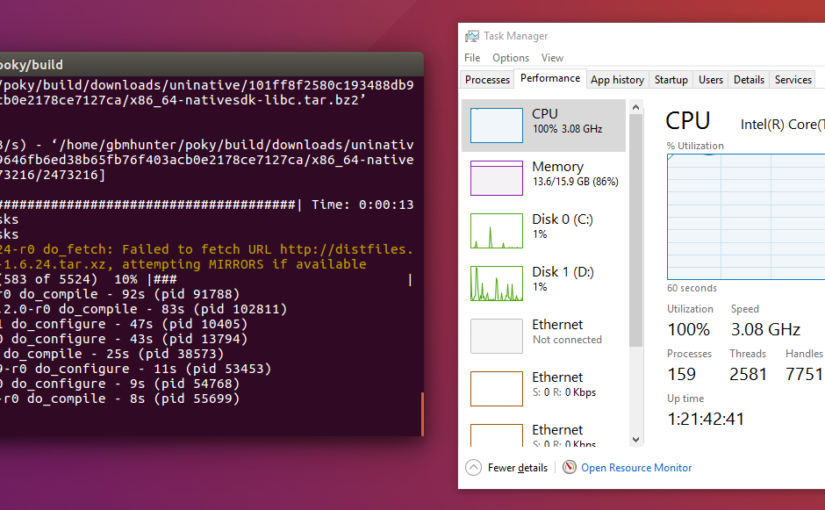 poky/build
/poky/build/downloads/uninative/101ff8f2580c193488db9
cb0e2178ce7127ca/x86_64-nativesdk-libc.tar.bz2’
B/s) - ‘/home/gbmhunter/poky/build/downloads/uninativ
9646fb6ed38b65fb76f403acb0e2178ce7127ca/x86_64-native
73216/2473216]
######################################| Time: 0:00:13
sks
sks
24-r0 do_fetch: Failed to fetch URL http://distfiles.
-1.6.24.tar.xz, attempting MIRRORS if available
(583 of 5524) 10% |### |
r0 do_compile - 92s (pid 91788)
.2.0-r0 do_compile - 83s (pid 102811)
do_configure - 47s (pid 10405)
do_configure - 43s (pid 13794)
do_compile - 25s (pid 38573)
9-r0 do_configure - 11s (pid 53453)
do_configure - 9s (pid 54768)
-r0 do_compile - 8s (pid 55699)
Task Manager
File Options View
Processes Performance App history Startup Users Details Services
CPU
100% 3.08 GHz
Memory
13.6/15.9 GB (86%)
Disk 0 (C:)
1%
Disk 1 (D:)
1%
Ethernet
Not connected
Ethernet
S: 0 R: 0 Kbps
Ethernet
S: 0 R: 0 Kbps
CPU Intel(R) Core(T
% Utilization
60 seconds
Utilization Speed
100% 3.08 GHz
Processes Threads Handles
159 2581 7751
Up time
1:21:42:41
Fewer details Open Resource Monitor